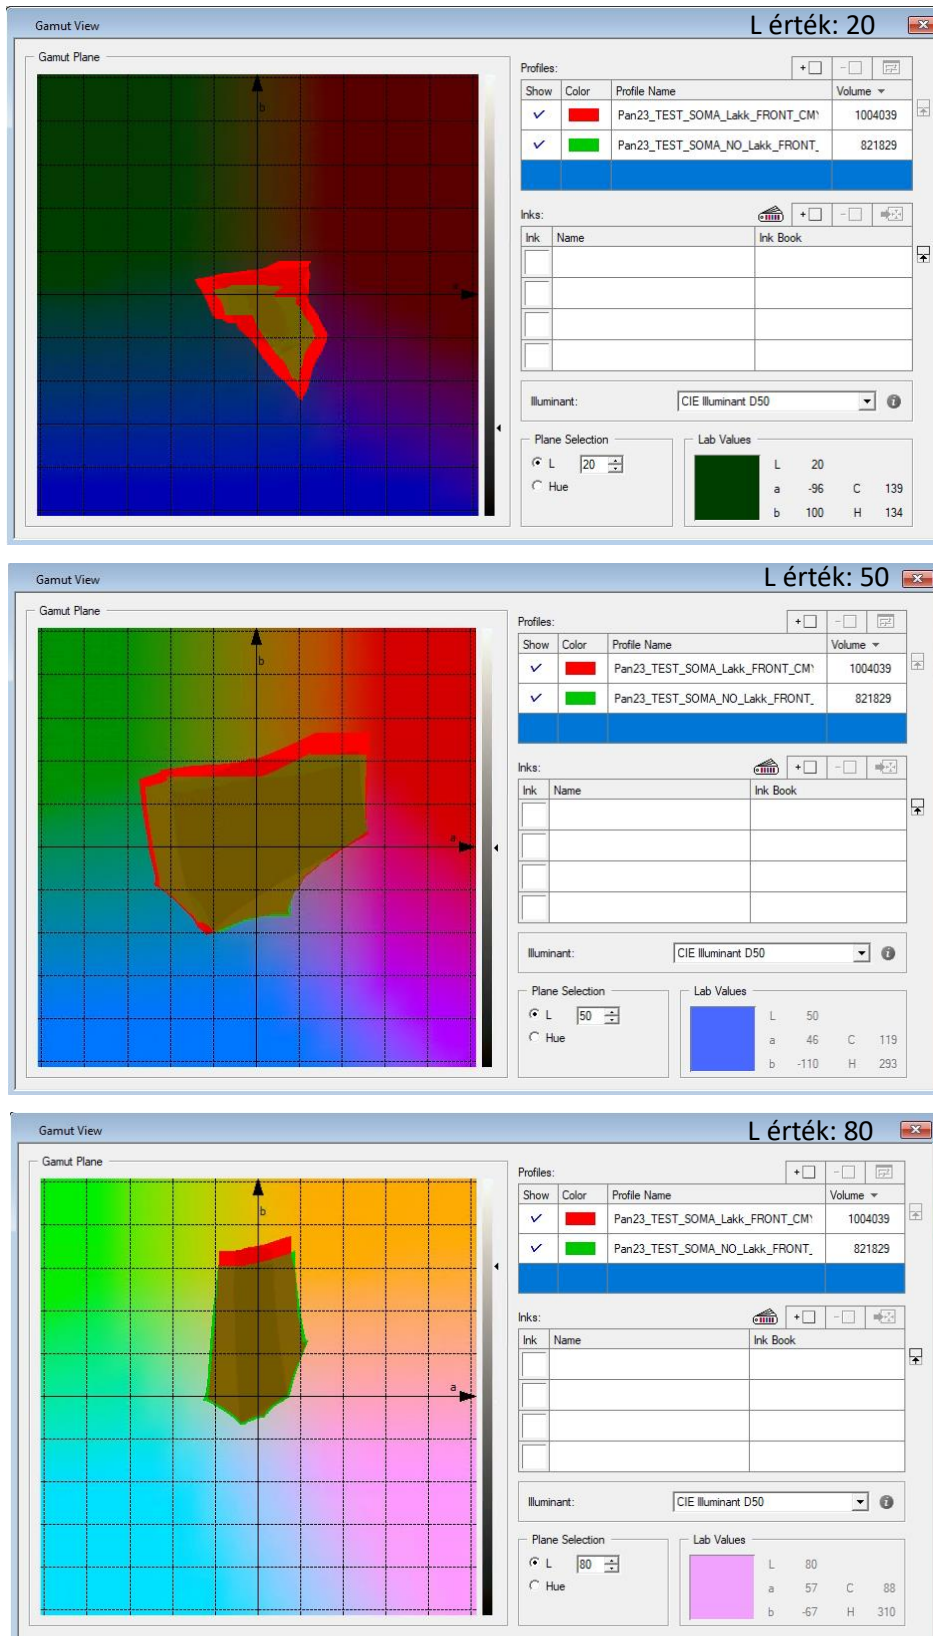 Gamut View
L érték: 20
Gamut Plane
b
a
Profiles:
Show Color Profile Name Volume
Pan23_TEST_SOMA_Lakk_FRONT_CM 1004039
Pan23_TEST_SOMA_NO_Lakk_FRONT_ 821829
Inks:
Ink Name Ink Book
Illuminant: CIE Illuminant D50
Plane Selection
L 20
Hue
Lab Values
L 20
a -96 C 139
b 100 H 134
Gamut View
L érték: 50
Gamut Plane
b
a
Profiles:
Show Color Profile Name Volume
Pan23_TEST_SOMA_Lakk_FRONT_CM 1004039
Pan23_TEST_SOMA_NO_Lakk_FRONT_ 821829
Inks:
Ink Name Ink Book
Illuminant: CIE Illuminant D50
Plane Selection
L 50
Hue
Lab Values
L 50
a 46 C 119
b -110 H 293
Gamut View
L érték: 80
Gamut Plane
b
a
Profiles:
Show Color Profile Name Volume
Pan23_TEST_SOMA_Lakk_FRONT_CM 1004039
Pan23_TEST_SOMA_NO_Lakk_FRONT_ 821829
Inks:
Ink Name Ink Book
Illuminant: CIE Illuminant D50
Plane Selection
L 80
Hue
Lab Values
L 80
a 57 C 88
b -67 H 310